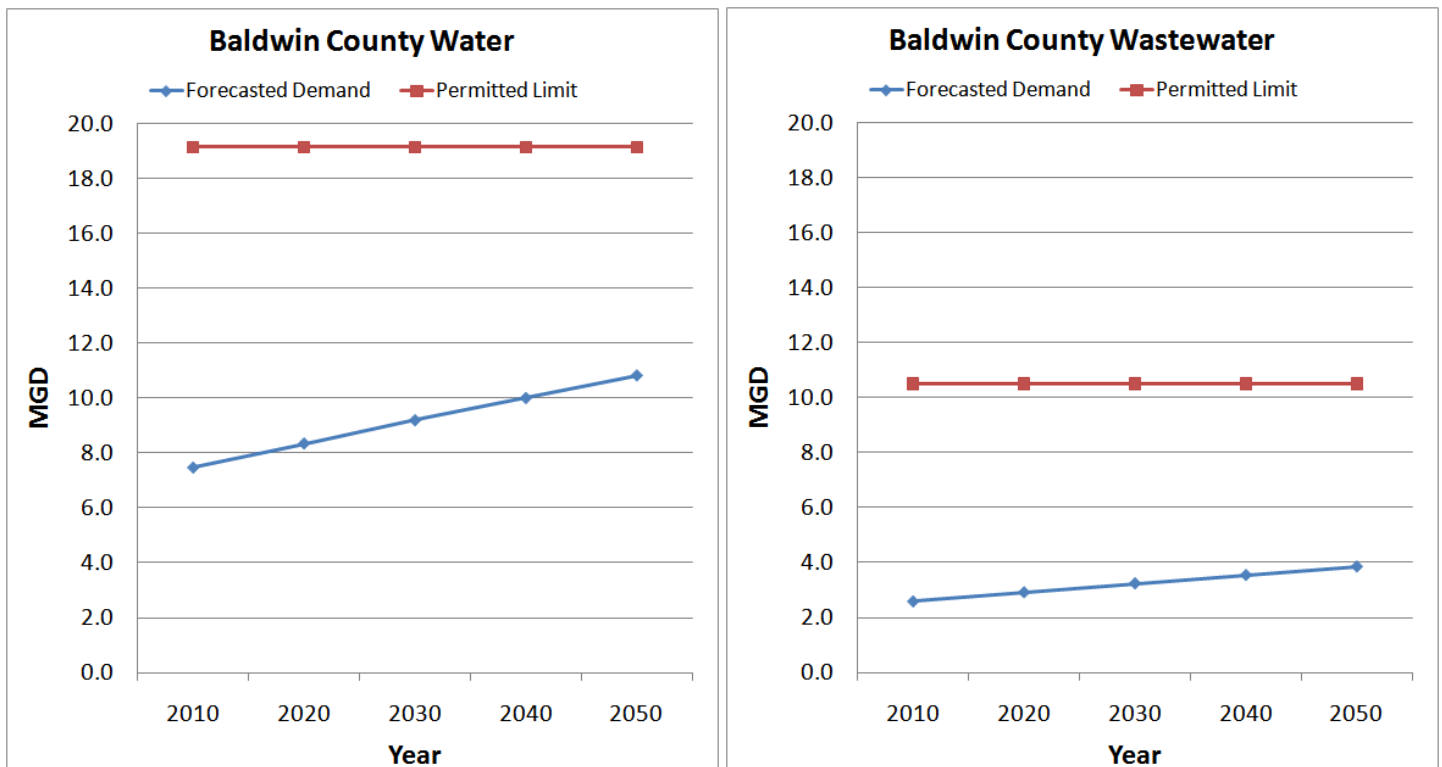 Baldwin County Water
Forecasted Demand Permitted Limit
20.0
18.0
16.0
14.0
12.0
10.0
8.0
6.0
4.0
2.0
0.0
MGD
2010 2020 2030 2040 2050
Year
Baldwin County Wastewater
Forecasted Demand Permitted Limit
20.0
18.0
16.0
14.0
12.0
10.0
8.0
6.0
4.0
2.0
0.0
MGD
2010 2020 2030 2040 2050
Year